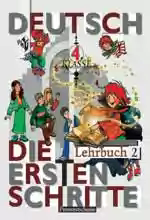 DEUTSCH
4
KLASSE
Lehrbuch 2
DIE
ERSTEN
SCHRITTE